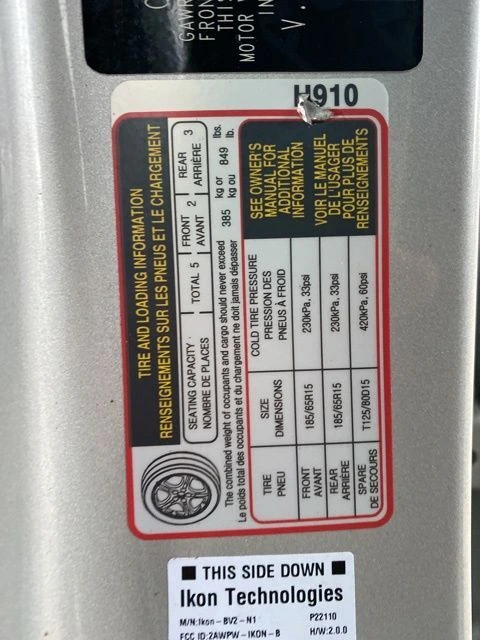 GAWR
FRON
THIS
MOTOR
IN
V.
H910
TIRE AND LOADING INFORMATION
RENSEIGNEMENTS SUR LES PNEUS ET LE CHARGEMENT
SEATING CAPACITY TOTAL 5 FRONT 2 REAR 3
NOMBRE DE PLACES AVANT ARRIÈRE
The combined weight of occupants and cargo should never exceed 385 kg or 849 lbs.
Le poids total des occupants et du chargement ne doit jamais dépasser kg ou lb.
TIRE SIZE COLD TIRE PRESSURE
PNEU DIMENSIONS PRESSION DES
PNEUS À FROID
FRONT 185/65R15 230kPa, 33psi
AVANT
REAR 185/65R15 230kPa, 33psi
ARRIÈRE
SPARE T125/80D15 420kPa, 60psi
DE SECOURS
SEE OWNER'S
MANUAL FOR
ADDITIONAL
INFORMATION
VOIR LE MANUEL
DE L'USAGER
POUR PLUS DE
RENSEIGNEMENTS
■ THIS SIDE DOWN ■
Ikon Technologies
M/N:Ikon-BV2-N1 P22110
FCC ID:2AWPW-IKON-B H/W:2.0.0